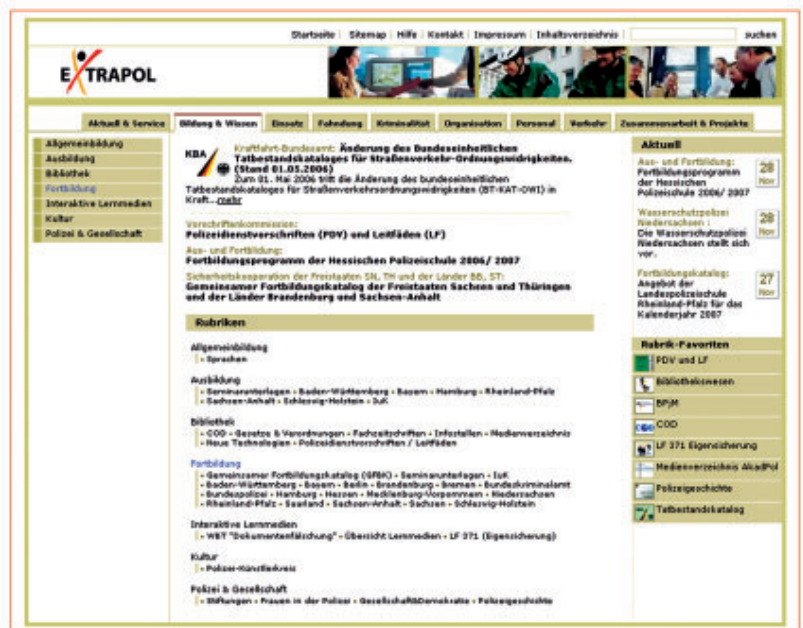 Startseite | Sitemap | Hilfe | Kontakt | Impressum | Inhaltsverzeichnis | suchen
EXTRAPOL
Aktuell & Service Bildung & Wissen Einsatz Fahndung Kriminalität Organisation Personal Verkehr Zusammenarbeit & Projekte
Allgemeinbildung
Ausbildung
Bibliothek
Fortbildung
Interaktive Lernmedien
Kultur
Polizei & Gesellschaft
KBA
Kraftfahrt-Bundesamt: Änderung des Bundeseinheitlichen
Tatbestandskataloges für Straßenverkehr-Ordnungswidrigkeiten.
(Stand 01.05.2006)
Zum 01. Mai 2006 tritt die Änderung des bundeseinheitlichen
Tatbestandskataloges für Straßenverkehrsordnungswidrigkeiten (BT-KAT-OWI) in
Kraft...mehr
Vorschriftenkommission:
Polizeidienstvorschriften (PDV) und Leitfäden (LF)
Aus- und Fortbildung:
Fortbildungsprogramm der Hessischen Polizeischule 2006/ 2007
Sicherheitskooperation der Freistaaten SN, TH und der Länder BB, ST:
Gemeinsamer Fortbildungskatalog der Freistaaten Sachsen und Thüringen
und der Länder Brandenburg und Sachsen-Anhalt
Rubriken
Allgemeinbildung
• Sprachen
Ausbildung
• Seminarunterlagen • Baden-Württemberg • Bayern • Hamburg • Rheinland-Pfalz
• Sachsen-Anhalt • Schleswig-Holstein • IuK
Bibliothek
• COD • Gesetze & Verordnungen • Fachzeitschriften • Infostellen • Medienverzeichnis
• Neue Technologien • Polizeidienstvorschriften / Leitfäden
Fortbildung
• Gemeinsamer Fortbildungskatalog (GFBK) • Seminarunterlagen • IuK
• Baden-Württemberg • Bayern • Berlin • Brandenburg • Bremen • Bundeskriminalamt
• Bundespolizei • Hamburg • Hessen • Mecklenburg-Vorpommern • Niedersachsen
• Rheinland-Pfalz • Saarland • Sachsen-Anhalt • Sachsen • Schleswig-Holstein
Interaktive Lernmedien
• WBT "Dokumentenfälschung" • Übersicht Lernmedien • LF 371 (Eigensicherung)
Kultur
• Polizei-Künstlerkreis
Polizei & Gesellschaft
• Stiftungen • Frauen in der Polizei • Gesellschaft&Demokratie • Polizeigeschichte
Aktuell
Aus- und Fortbildung:
Fortbildungsprogramm
der Hessischen
Polizeischule 2006/ 2007
28
Nov
Wasserschutzpolizei
Niedersachsen :
Die Wasserschutzpolizei
Niedersachsen stellt sich
vor.
28
Nov
Fortbildungskatalog:
Angebot der
Landespolizeischule
Rheinland-Pfalz für das
Kalenderjahr 2007
27
Nov
Rubrik-Favoriten
PDV und LF
Bibliothekswesen
BPjM
COD
LF 371 Eigensicherung
Medienverzeichnis AkadPol
Polizeigeschichte
Tatbestandskatalog